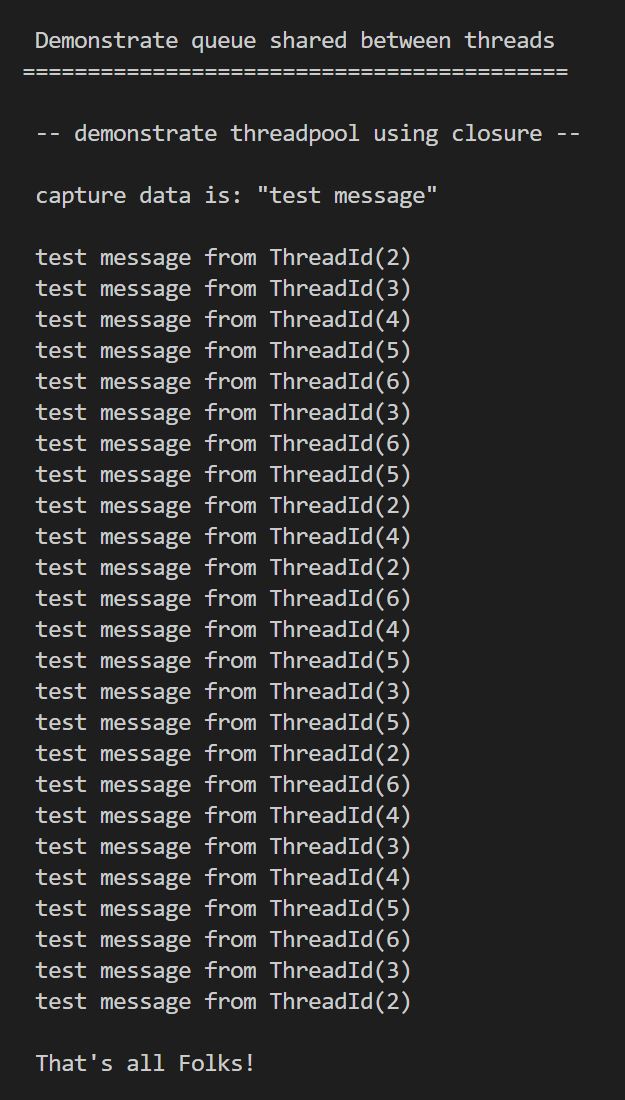 Demonstrate queue shared between threads
==========================================
-- demonstrate threadpool using closure --
capture data is: "test message"
test message from ThreadId(2)
test message from ThreadId(3)
test message from ThreadId(4)
test message from ThreadId(5)
test message from ThreadId(6)
test message from ThreadId(3)
test message from ThreadId(6)
test message from ThreadId(5)
test message from ThreadId(2)
test message from ThreadId(4)
test message from ThreadId(2)
test message from ThreadId(6)
test message from ThreadId(4)
test message from ThreadId(5)
test message from ThreadId(3)
test message from ThreadId(5)
test message from ThreadId(2)
test message from ThreadId(6)
test message from ThreadId(4)
test message from ThreadId(3)
test message from ThreadId(4)
test message from ThreadId(5)
test message from ThreadId(6)
test message from ThreadId(3)
test message from ThreadId(2)
That's all Folks!